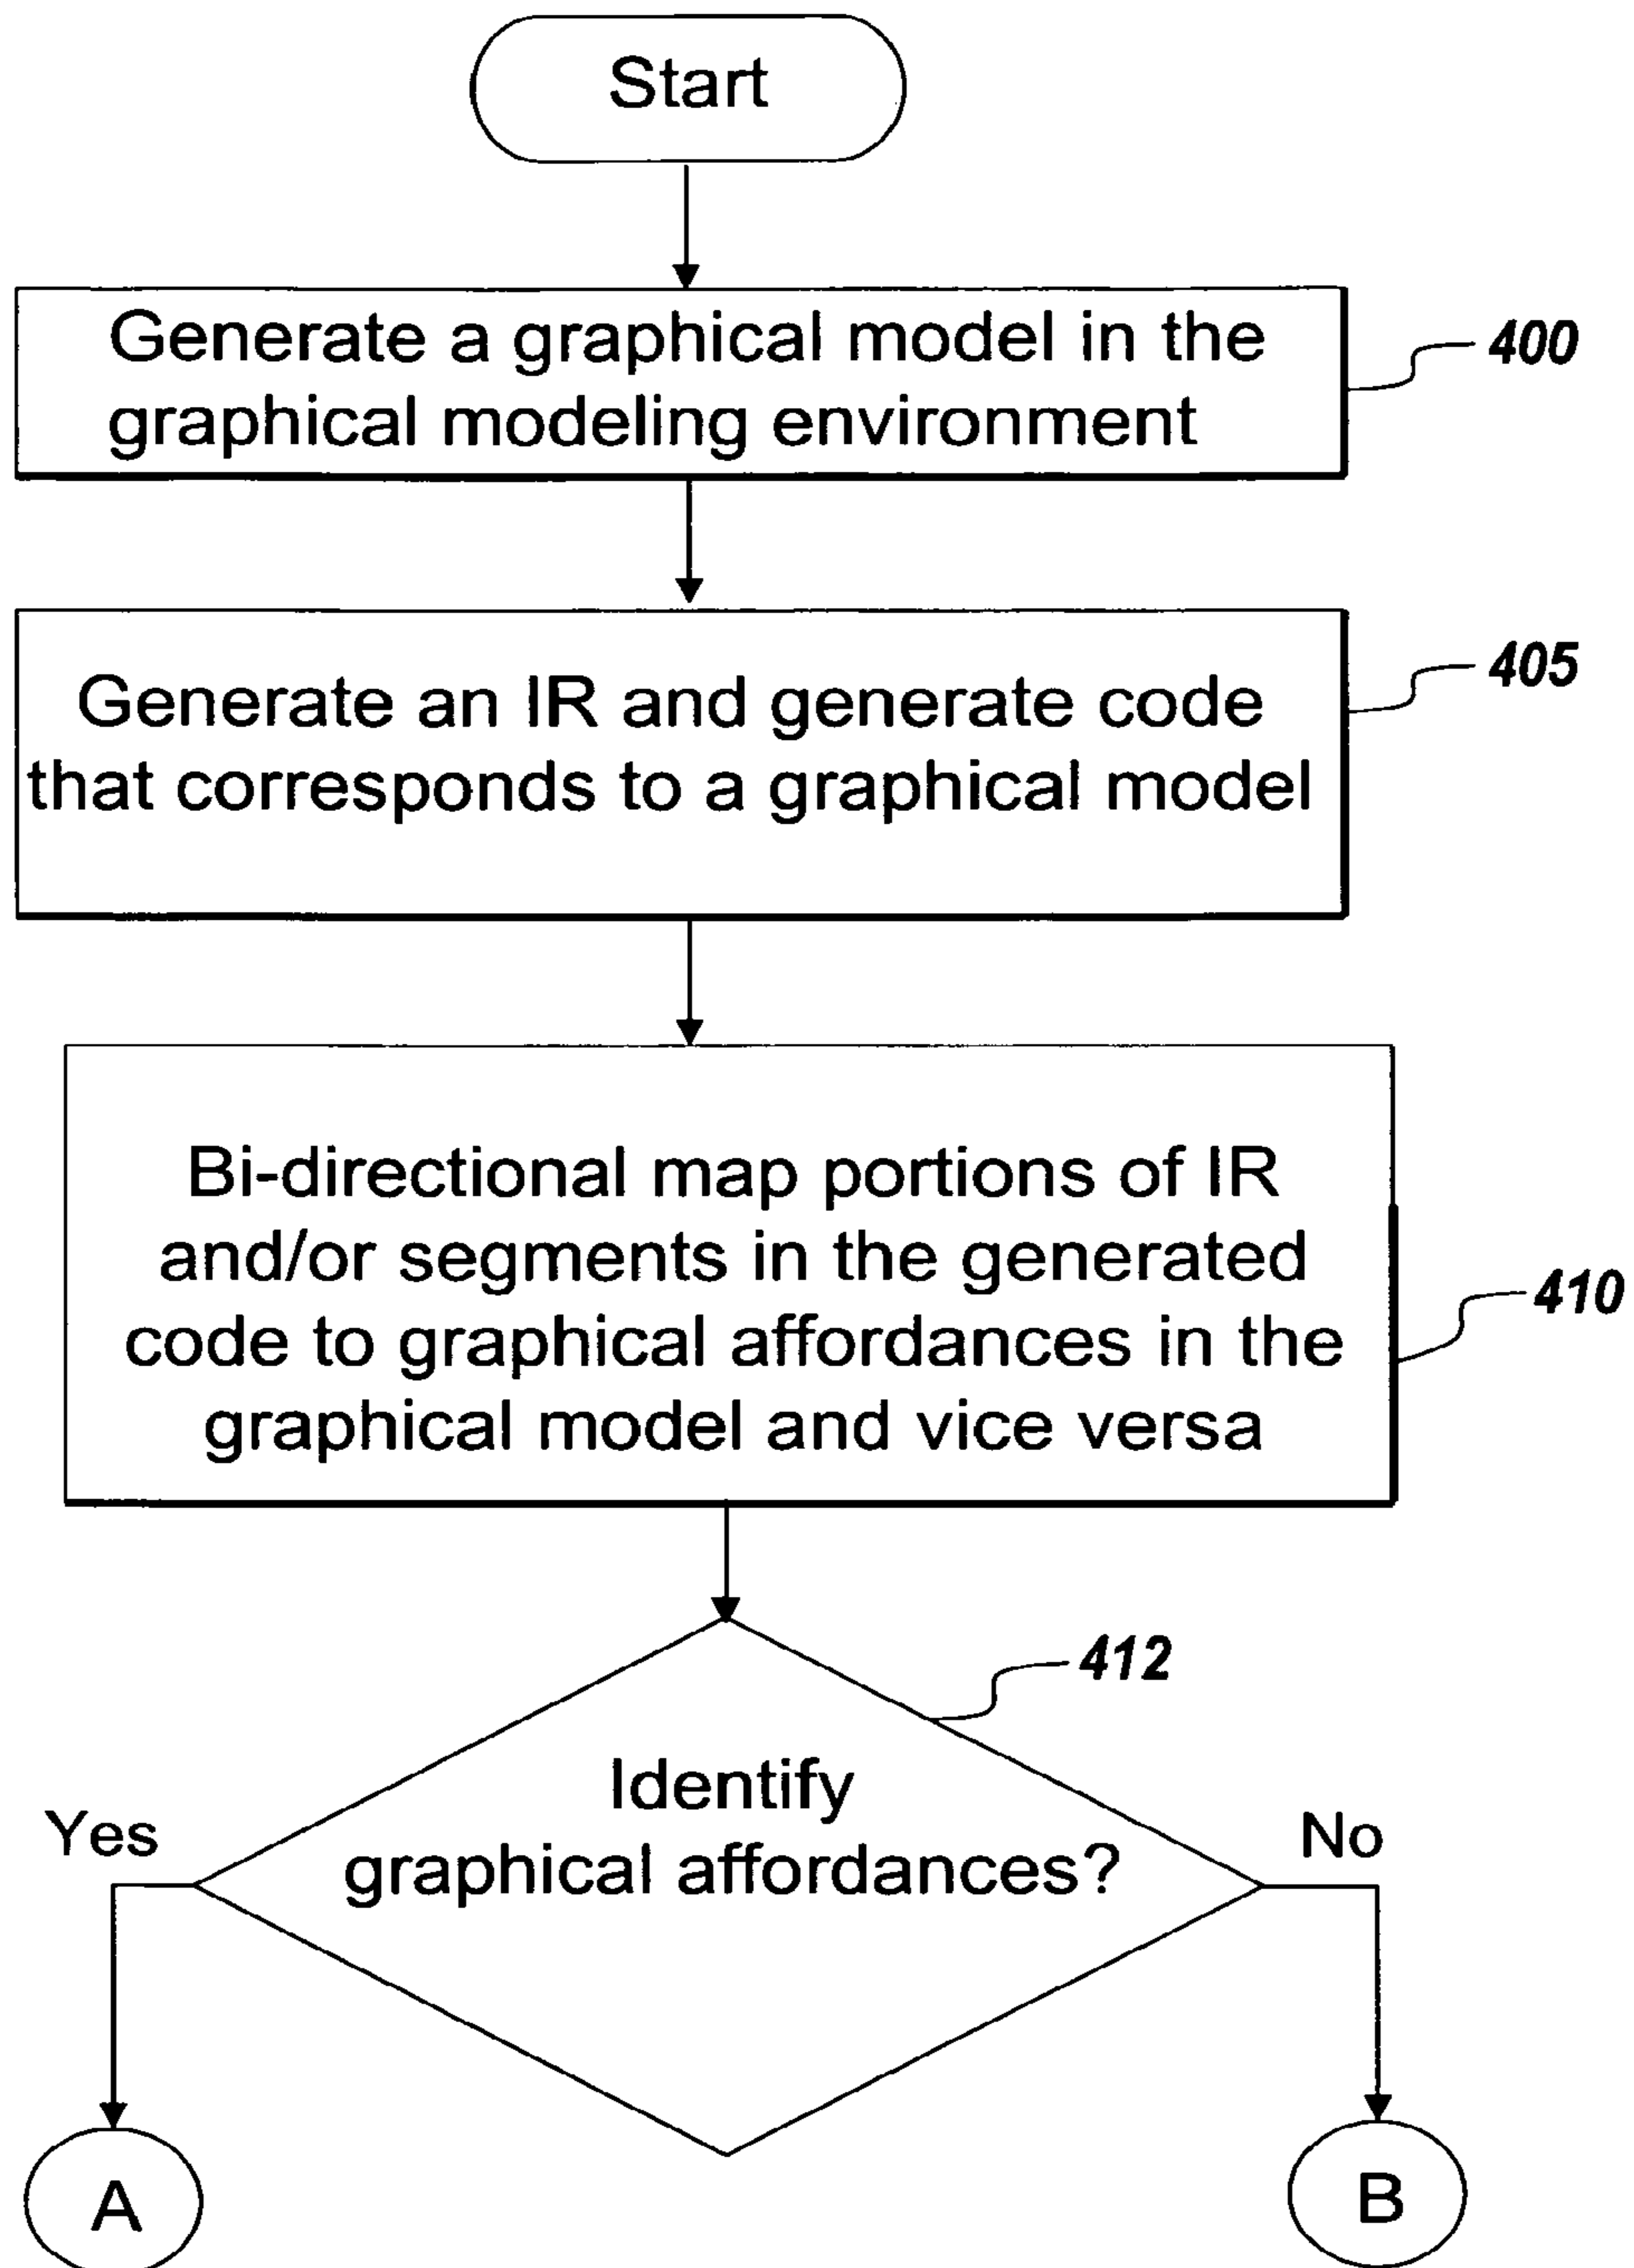 Start
Generate a graphical model in the
graphical modeling environment
400
Generate an IR and generate code
that corresponds to a graphical model
405
Bi-directional map portions of IR
and/or segments in the generated
code to graphical affordances in the
graphical model and vice versa
410
412
Identify
graphical affordances?
Yes
No
A
B